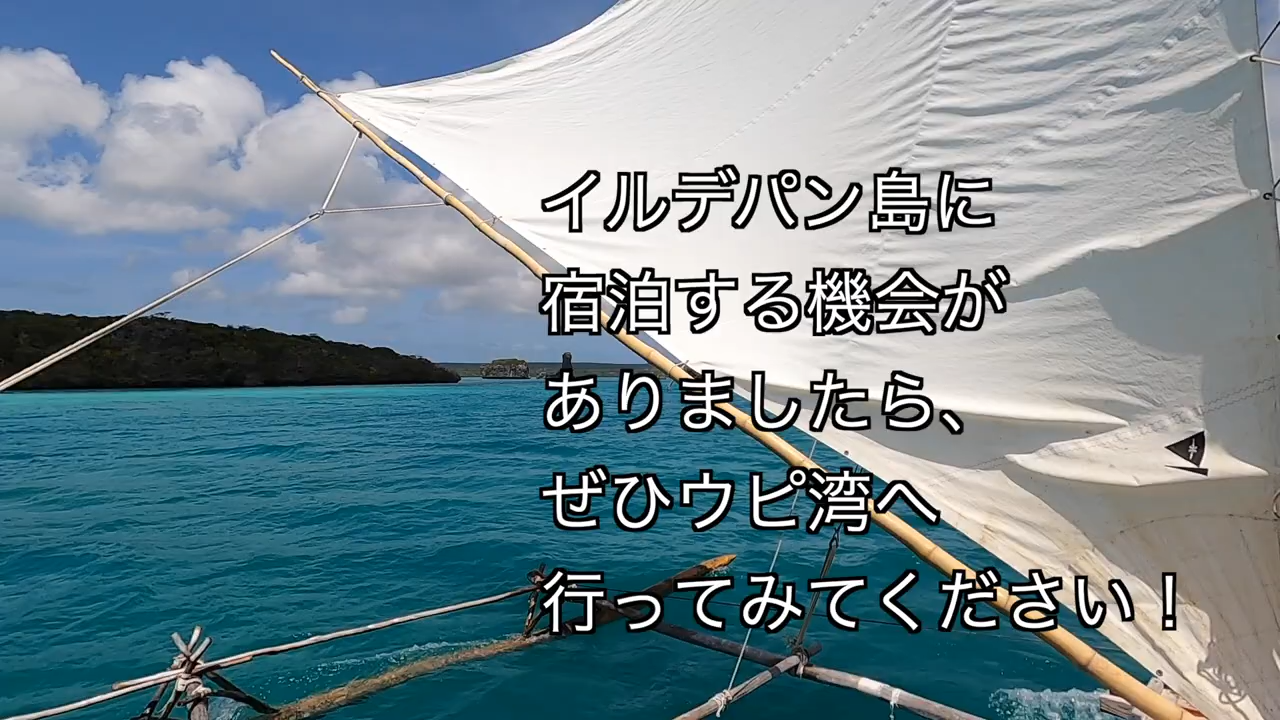 イルデパン島に
宿泊する機会が
ありましたら、
ぜひウピ湾へ
行ってみてください！